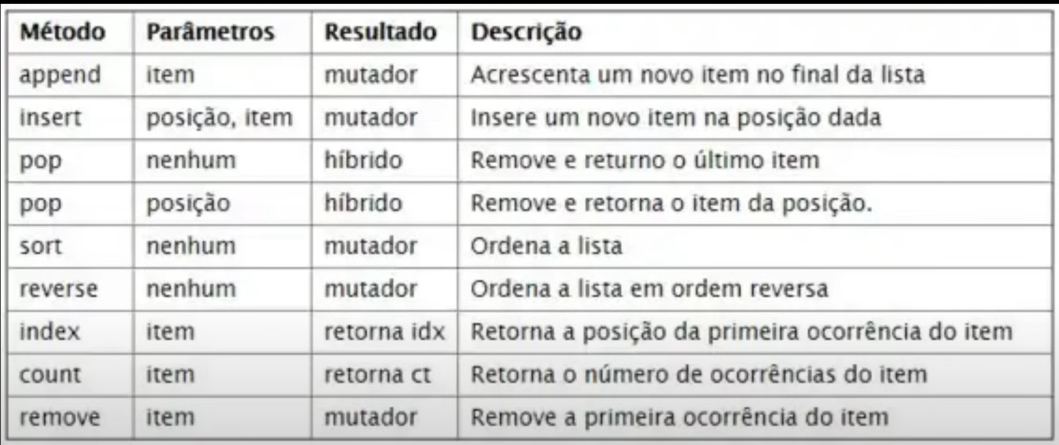 Método Parâmetros Resultado Descrição
append item mutador Acrescenta um novo item no final da lista
insert posição, item mutador Insere um novo item na posição dada
pop nenhum híbrido Remove e returno o último item
pop posição híbrido Remove e retorna o item da posição.
sort nenhum mutador Ordena a lista
reverse nenhum mutador Ordena a lista em ordem reversa
index item retorna idx Retorna a posição da primeira ocorrência do item
count item retorna ct Retorna o número de ocorrências do item
remove item mutador Remove a primeira ocorrência do item